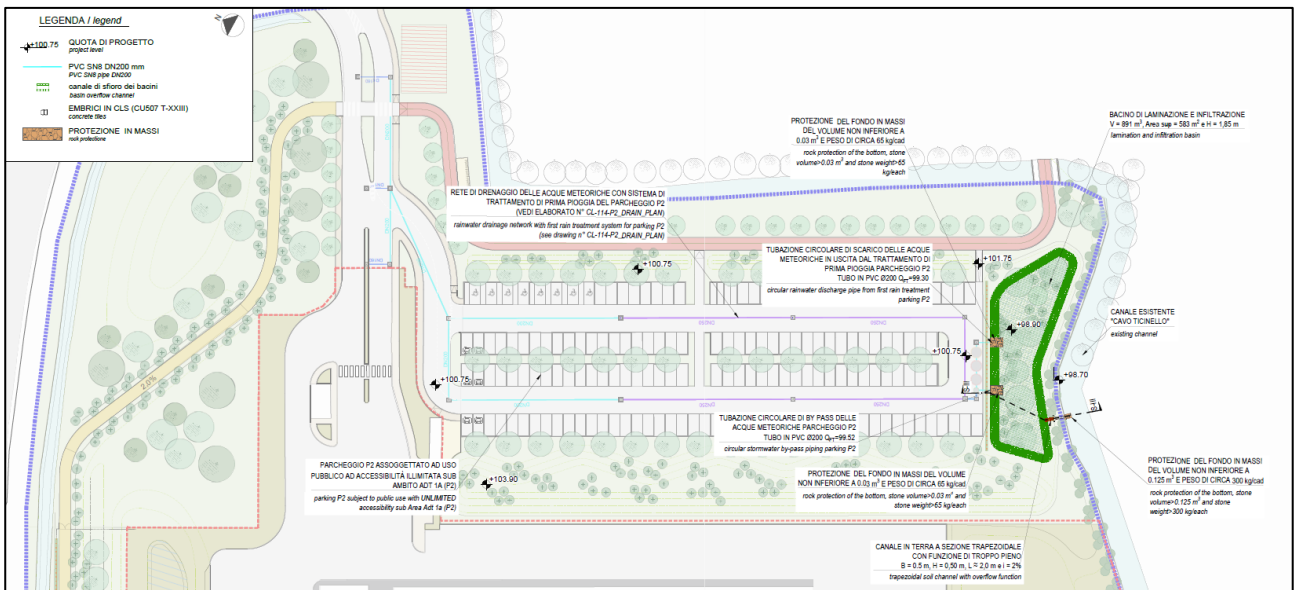 LEGENDA / legend
N
+100.75
QUOTA DI PROGETTO
project level
PVC SN8 DN200 mm
PVC SN8 pipe DN200
canale di sfioro dei bacini
basin overflow channel
EMBRICI IN CLS (CU507 T-XXIII)
concrete tiles
PROTEZIONE IN MASSI
rock protections
PROTEZIONE DEL FONDO IN MASSI
DEL VOLUME NON INFERIORE A
0.03 m³ E PESO DI CIRCA 65 kg/cad
rock protection of the bottom, stone
volume>0.03 m³ and stone weight>65
kg/each
BACINO DI LAMINAZIONE E INFILTRAZIONE
V = 891 m³, Area sup = 583 m² e H = 1,85 m
lamination and infiltration basin
RETE DI DRENAGGIO DELLE ACQUE METEORICHE CON SISTEMA DI
TRATTAMENTO DI PRIMA PIOGGIA DEL PARCHEGGIO P2
(VEDI ELABORATO N° CL-114-P2_DRAIN_PLAN)
rainwater drainage network with first rain treatment system for parking P2
(see drawing n° CL-114-P2_DRAIN_PLAN)
TUBAZIONE CIRCOLARE DI SCARICO DELLE ACQUE
METEORICHE IN USCITA DAL TRATTAMENTO DI
PRIMA PIOGGIA PARCHEGGIO P2
TUBO IN PVC Ø200 QFT=99.30
circular rainwater discharge pipe from first rain treatment
parking P2
+100.75
+101.75
+98.90
CANALE ESISTENTE
"CAVO TICINELLO"
existing channel
+100.75
+98.70
2.0%
+100.75
TUBAZIONE CIRCOLARE DI BY PASS DELLE
ACQUE METEORICHE PARCHEGGIO P2
TUBO IN PVC Ø200 QFT=99.52
circular stormwater by-pass piping parking P2
PARCHEGGIO P2 ASSOGGETTATO AD USO
PUBBLICO AD ACCESSIBILITÀ ILLIMITATA SUB
AMBITO ADT 1A (P2)
parking P2 subject to public use with UNLIMITED
accessibility sub Area Adt 1a (P2)
+103.90
PROTEZIONE DEL FONDO IN MASSI DEL VOLUME
NON INFERIORE A 0.03 m³ E PESO DI CIRCA 65 kg/cad
rock protection of the bottom, stone volume>0.03 m³ and
stone weight>65 kg/each
PROTEZIONE DEL FONDO IN MASSI
DEL VOLUME NON INFERIORE A
0.125 m³ E PESO DI CIRCA 300 kg/cad
rock protection of the bottom, stone
volume>0.125 m³ and stone
weight>300 kg/each
CANALE IN TERRA A SEZIONE TRAPEZOIDALE
CON FUNZIONE DI TROPPO PIENO
B = 0.5 m, H = 0,50 m, L ≈ 2,0 m e i = 2%
trapezoidal soil channel with overflow function